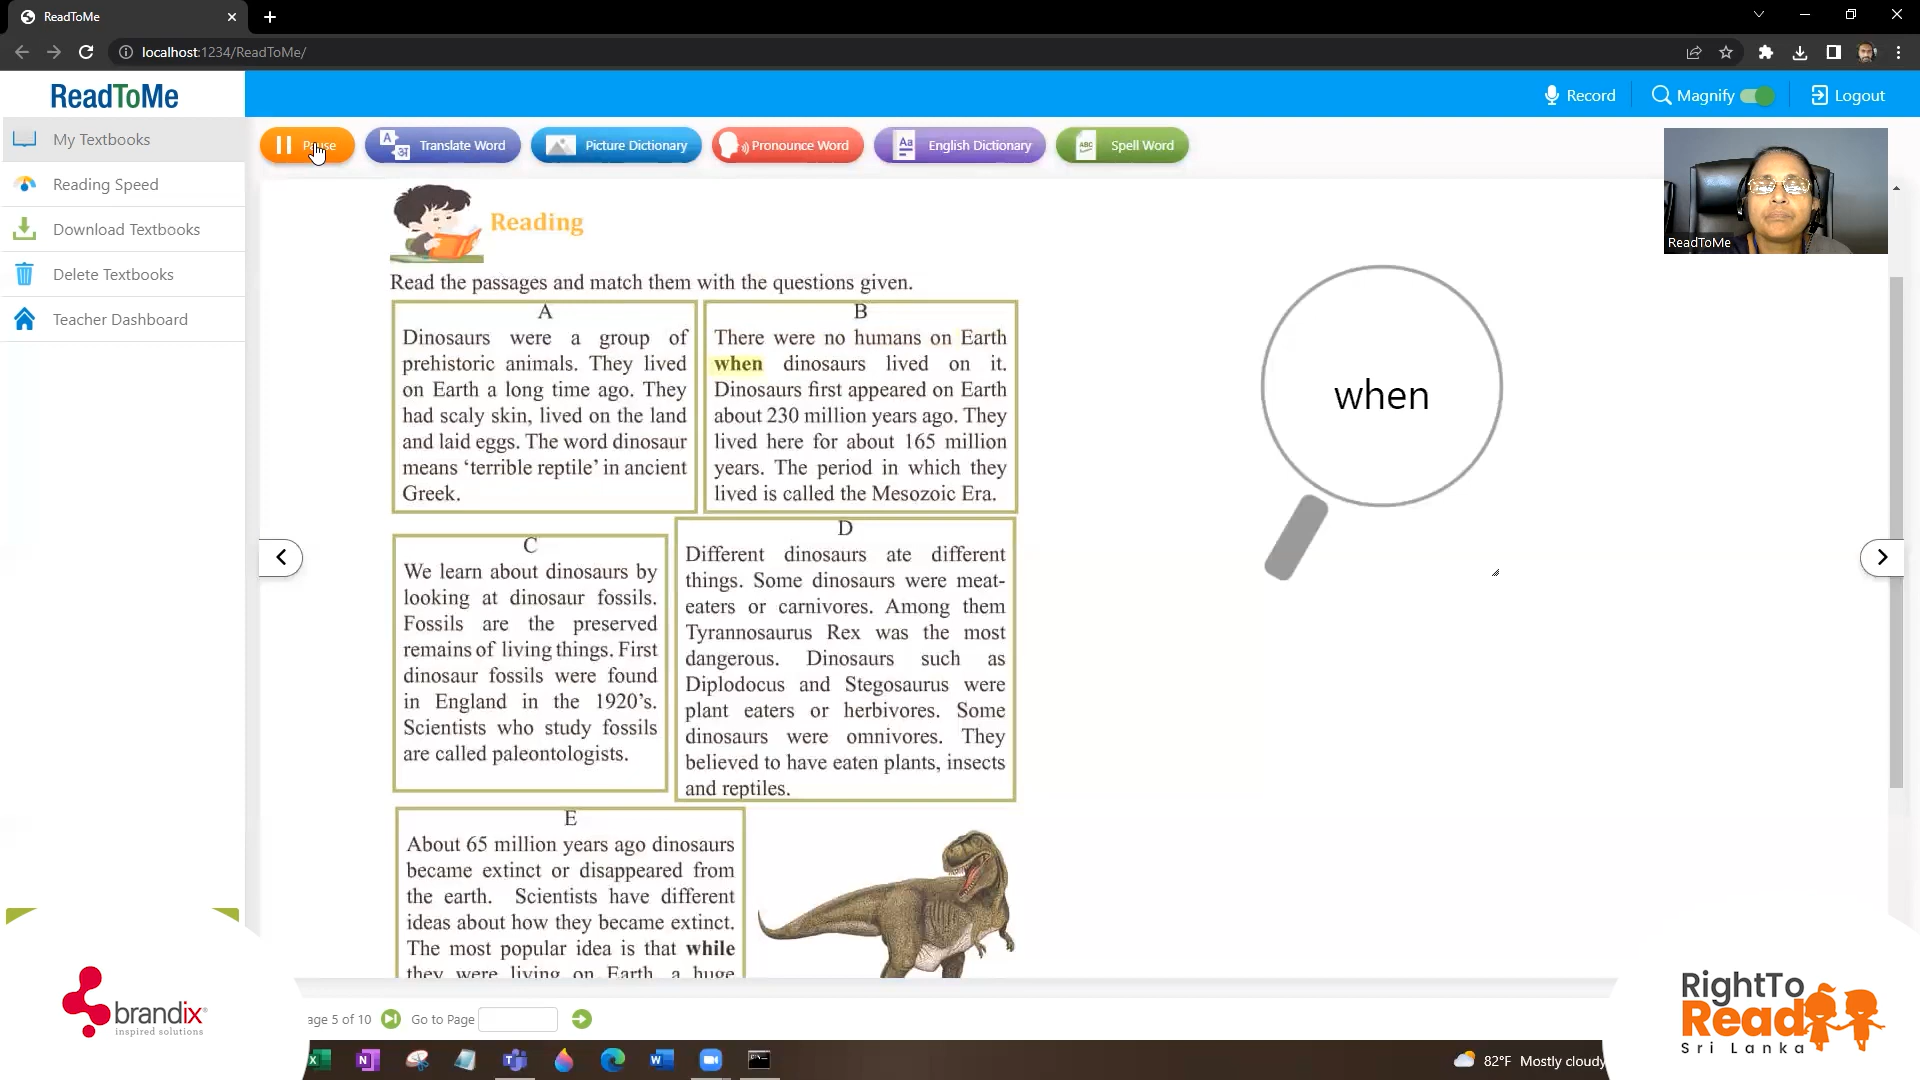 ReadToMe
localhost:1234/ReadToMe/
ReadToMe
Record
Magnify
Logout
My Textbooks
Reading Speed
Download Textbooks
Delete Textbooks
Teacher Dashboard
Pause
Translate Word
Picture Dictionary
Pronounce Word
Aa
English Dictionary
ABC
Spell Word
ReadToMe
Reading
Read the passages and match them with the questions given.
A
Dinosaurs were a group of
prehistoric animals. They lived
on Earth a long time ago. They
had scaly skin, lived on the land
and laid eggs. The word dinosaur
means ‘terrible reptile’ in ancient
Greek.
B
There were no humans on Earth
when dinosaurs lived on it.
Dinosaurs first appeared on Earth
about 230 million years ago. They
lived here for about 165 million
years. The period in which they
lived is called the Mesozoic Era.
when
C
We learn about dinosaurs by
looking at dinosaur fossils.
Fossils are the preserved
remains of living things. First
dinosaur fossils were found
in England in the 1920’s.
Scientists who study fossils
are called paleontologists.
D
Different dinosaurs ate different
things. Some dinosaurs were meat-
eaters or carnivores. Among them
Tyrannosaurus Rex was the most
dangerous. Dinosaurs such as
Diplodocus and Stegosaurus were
plant eaters or herbivores. Some
dinosaurs were omnivores. They
believed to have eaten plants, insects
and reptiles.
E
About 65 million years ago dinosaurs
became extinct or disappeared from
the earth. Scientists have different
ideas about how they became extinct.
The most popular idea is that while
they were living on Earth, a huge
age 5 of 10
Go to Page
brandix
inspired solutions
RightTo
Read
Sri Lanka
82°F Mostly cloudy